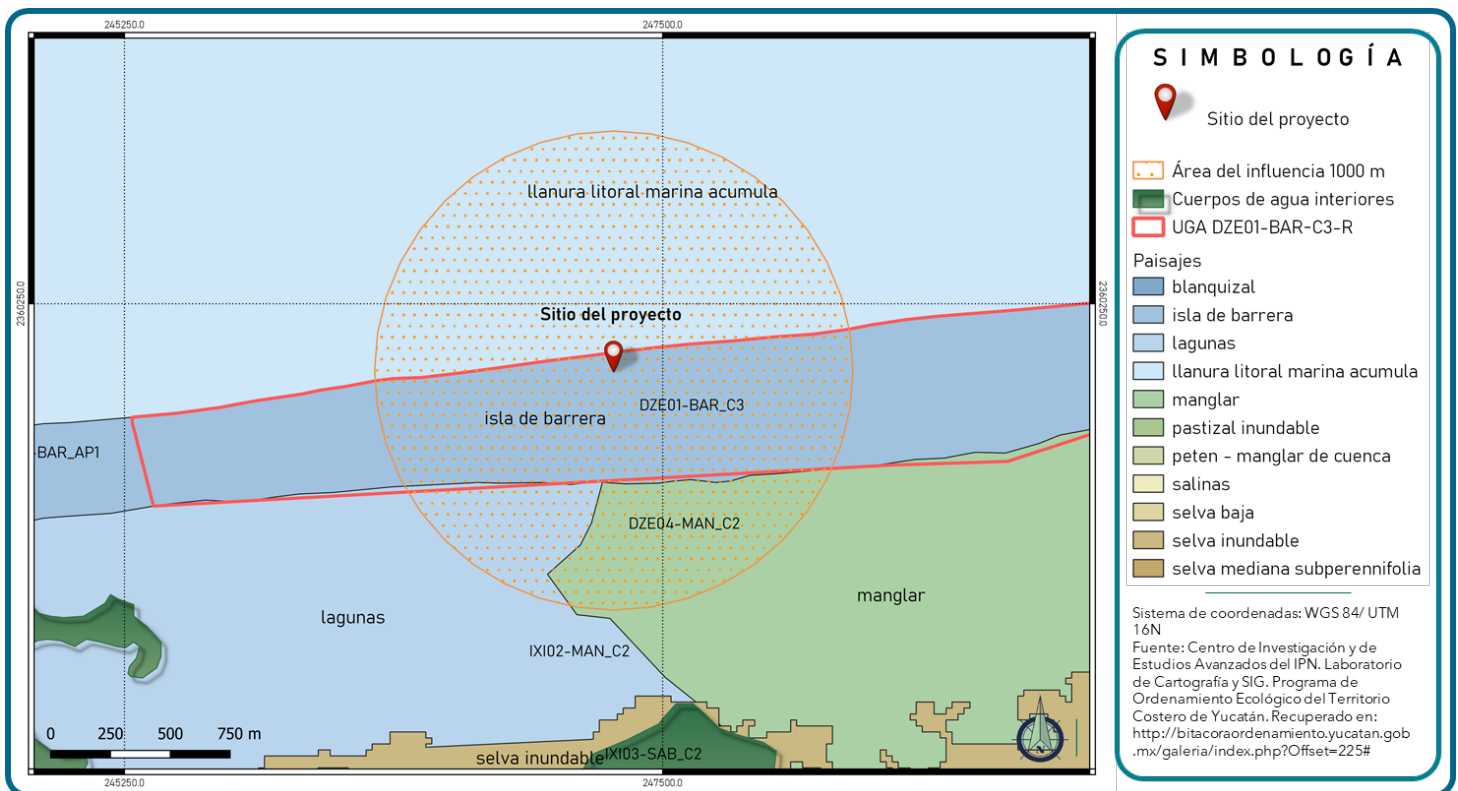 245250.0
247500.0
2360250.0
2360250.0
llanura litoral marina acumula
Sitio del proyecto
isla de barrera
DZE01-BAR_C3
-BAR_AP1
DZE04-MAN_C2
manglar
lagunas
IXI02-MAN_C2
0 250 500 750 m
selva inundable
IXI03-SAB_C2
N
245250.0
247500.0
SIMBOLOGÍA
Sitio del proyecto
Área del influencia 1000 m
Cuerpos de agua interiores
UGA DZE01-BAR-C3-R
Paisajes
blanquizal
isla de barrera
lagunas
llanura litoral marina acumula
manglar
pastizal inundable
peten - manglar de cuenca
salinas
selva baja
selva inundable
selva mediana subperennifolia
Sistema de coordenadas: WGS 84/ UTM
16N
Fuente: Centro de Investigación y de
Estudios Avanzados del IPN. Laboratorio
de Cartografía y SIG. Programa de
Ordenamiento Ecológico del Territorio
Costero de Yucatán. Recuperado en:
http://bitacoraordenamiento.yucatan.gob
.mx/galeria/index.php?Offset=225#